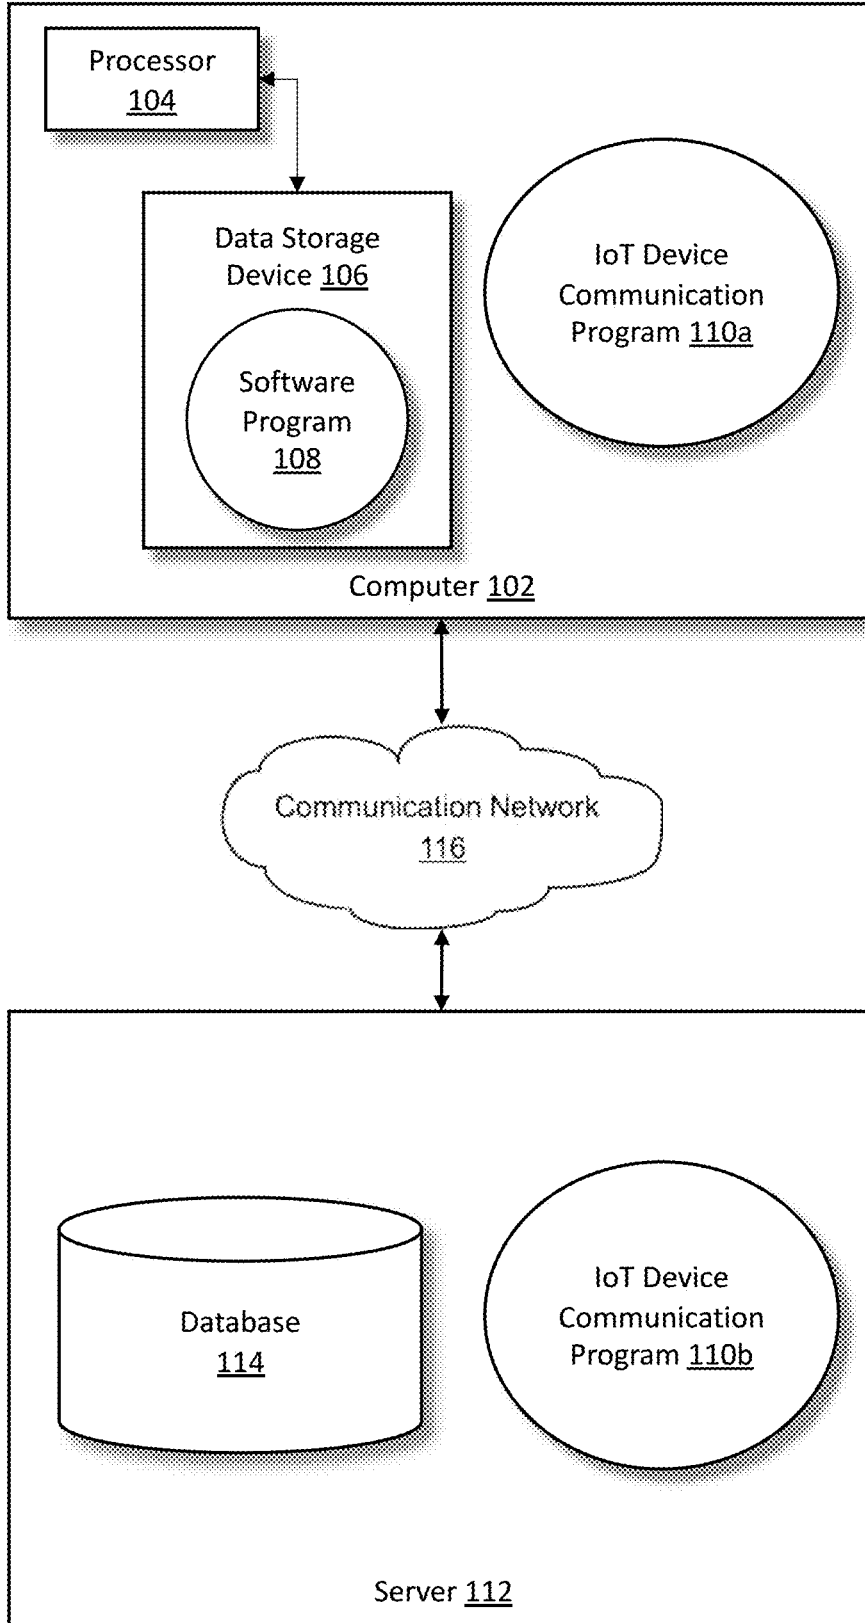 Processor
104
Data Storage
Device 106
Software
Program
108
IoT Device
Communication
Program 110a
Computer 102
Communication Network
116
Database
114
IoT Device
Communication
Program 110b
Server 112